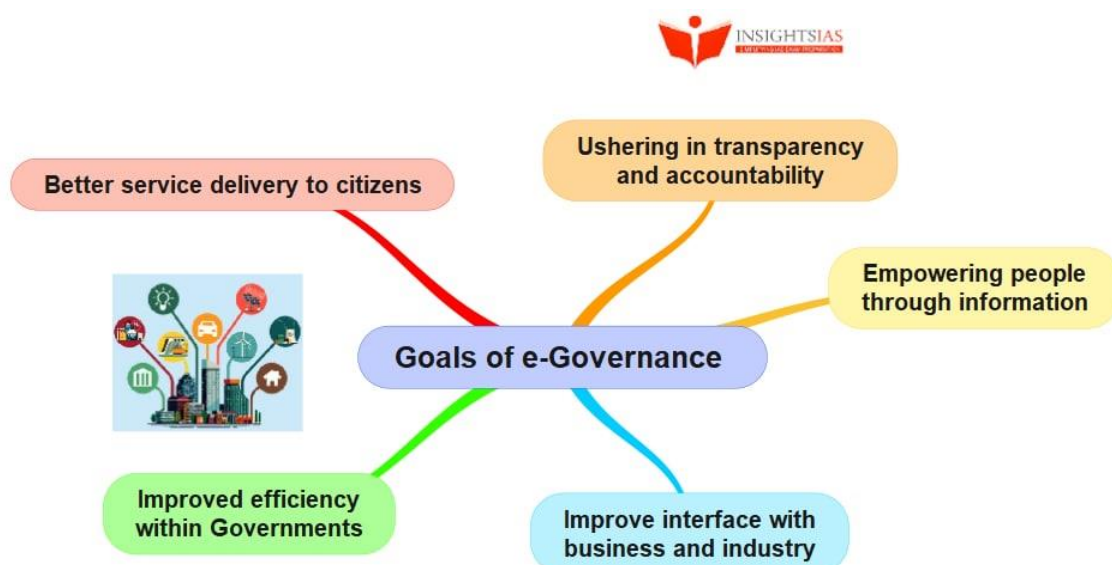 INSIGHTSIAS
Ushering in transparency
and accountability
Better service delivery to citizens
Empowering people
through information
Goals of e-Governance
Improved efficiency
within Governments
Improve interface with
business and industry